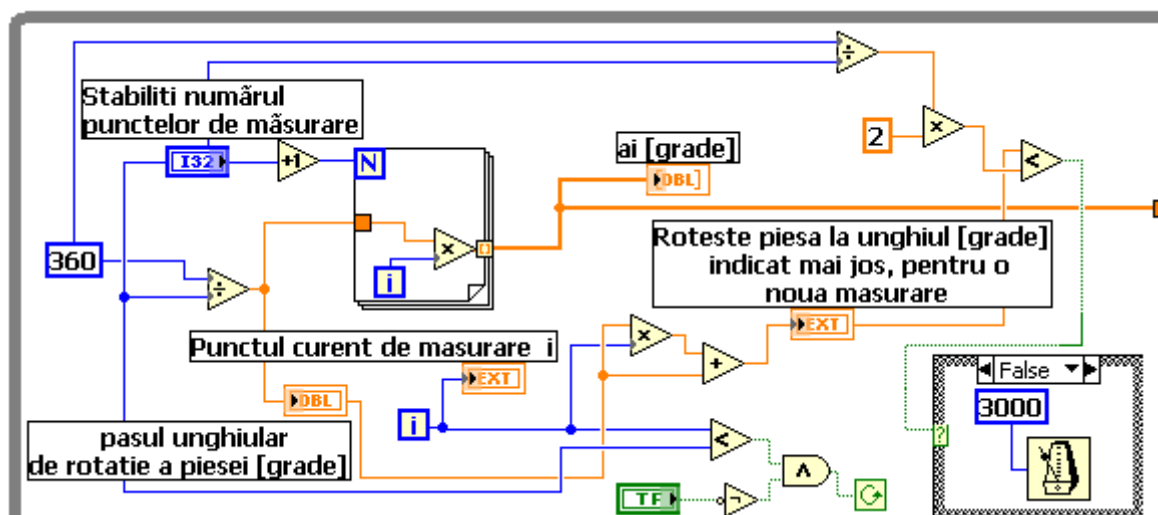 Stabiliti numărul
punctelor de măsurare
I32
+1
N
i
360
ai [grade]
DBL]
2
Roteste piesa la unghiul [grade]
indicat mai jos, pentru o
noua masurare
EXT
Punctul curent de masurare i
EXT
DBL
i
pasul unghiular
de rotatie a piesei [grade]
TF
False
3000
?